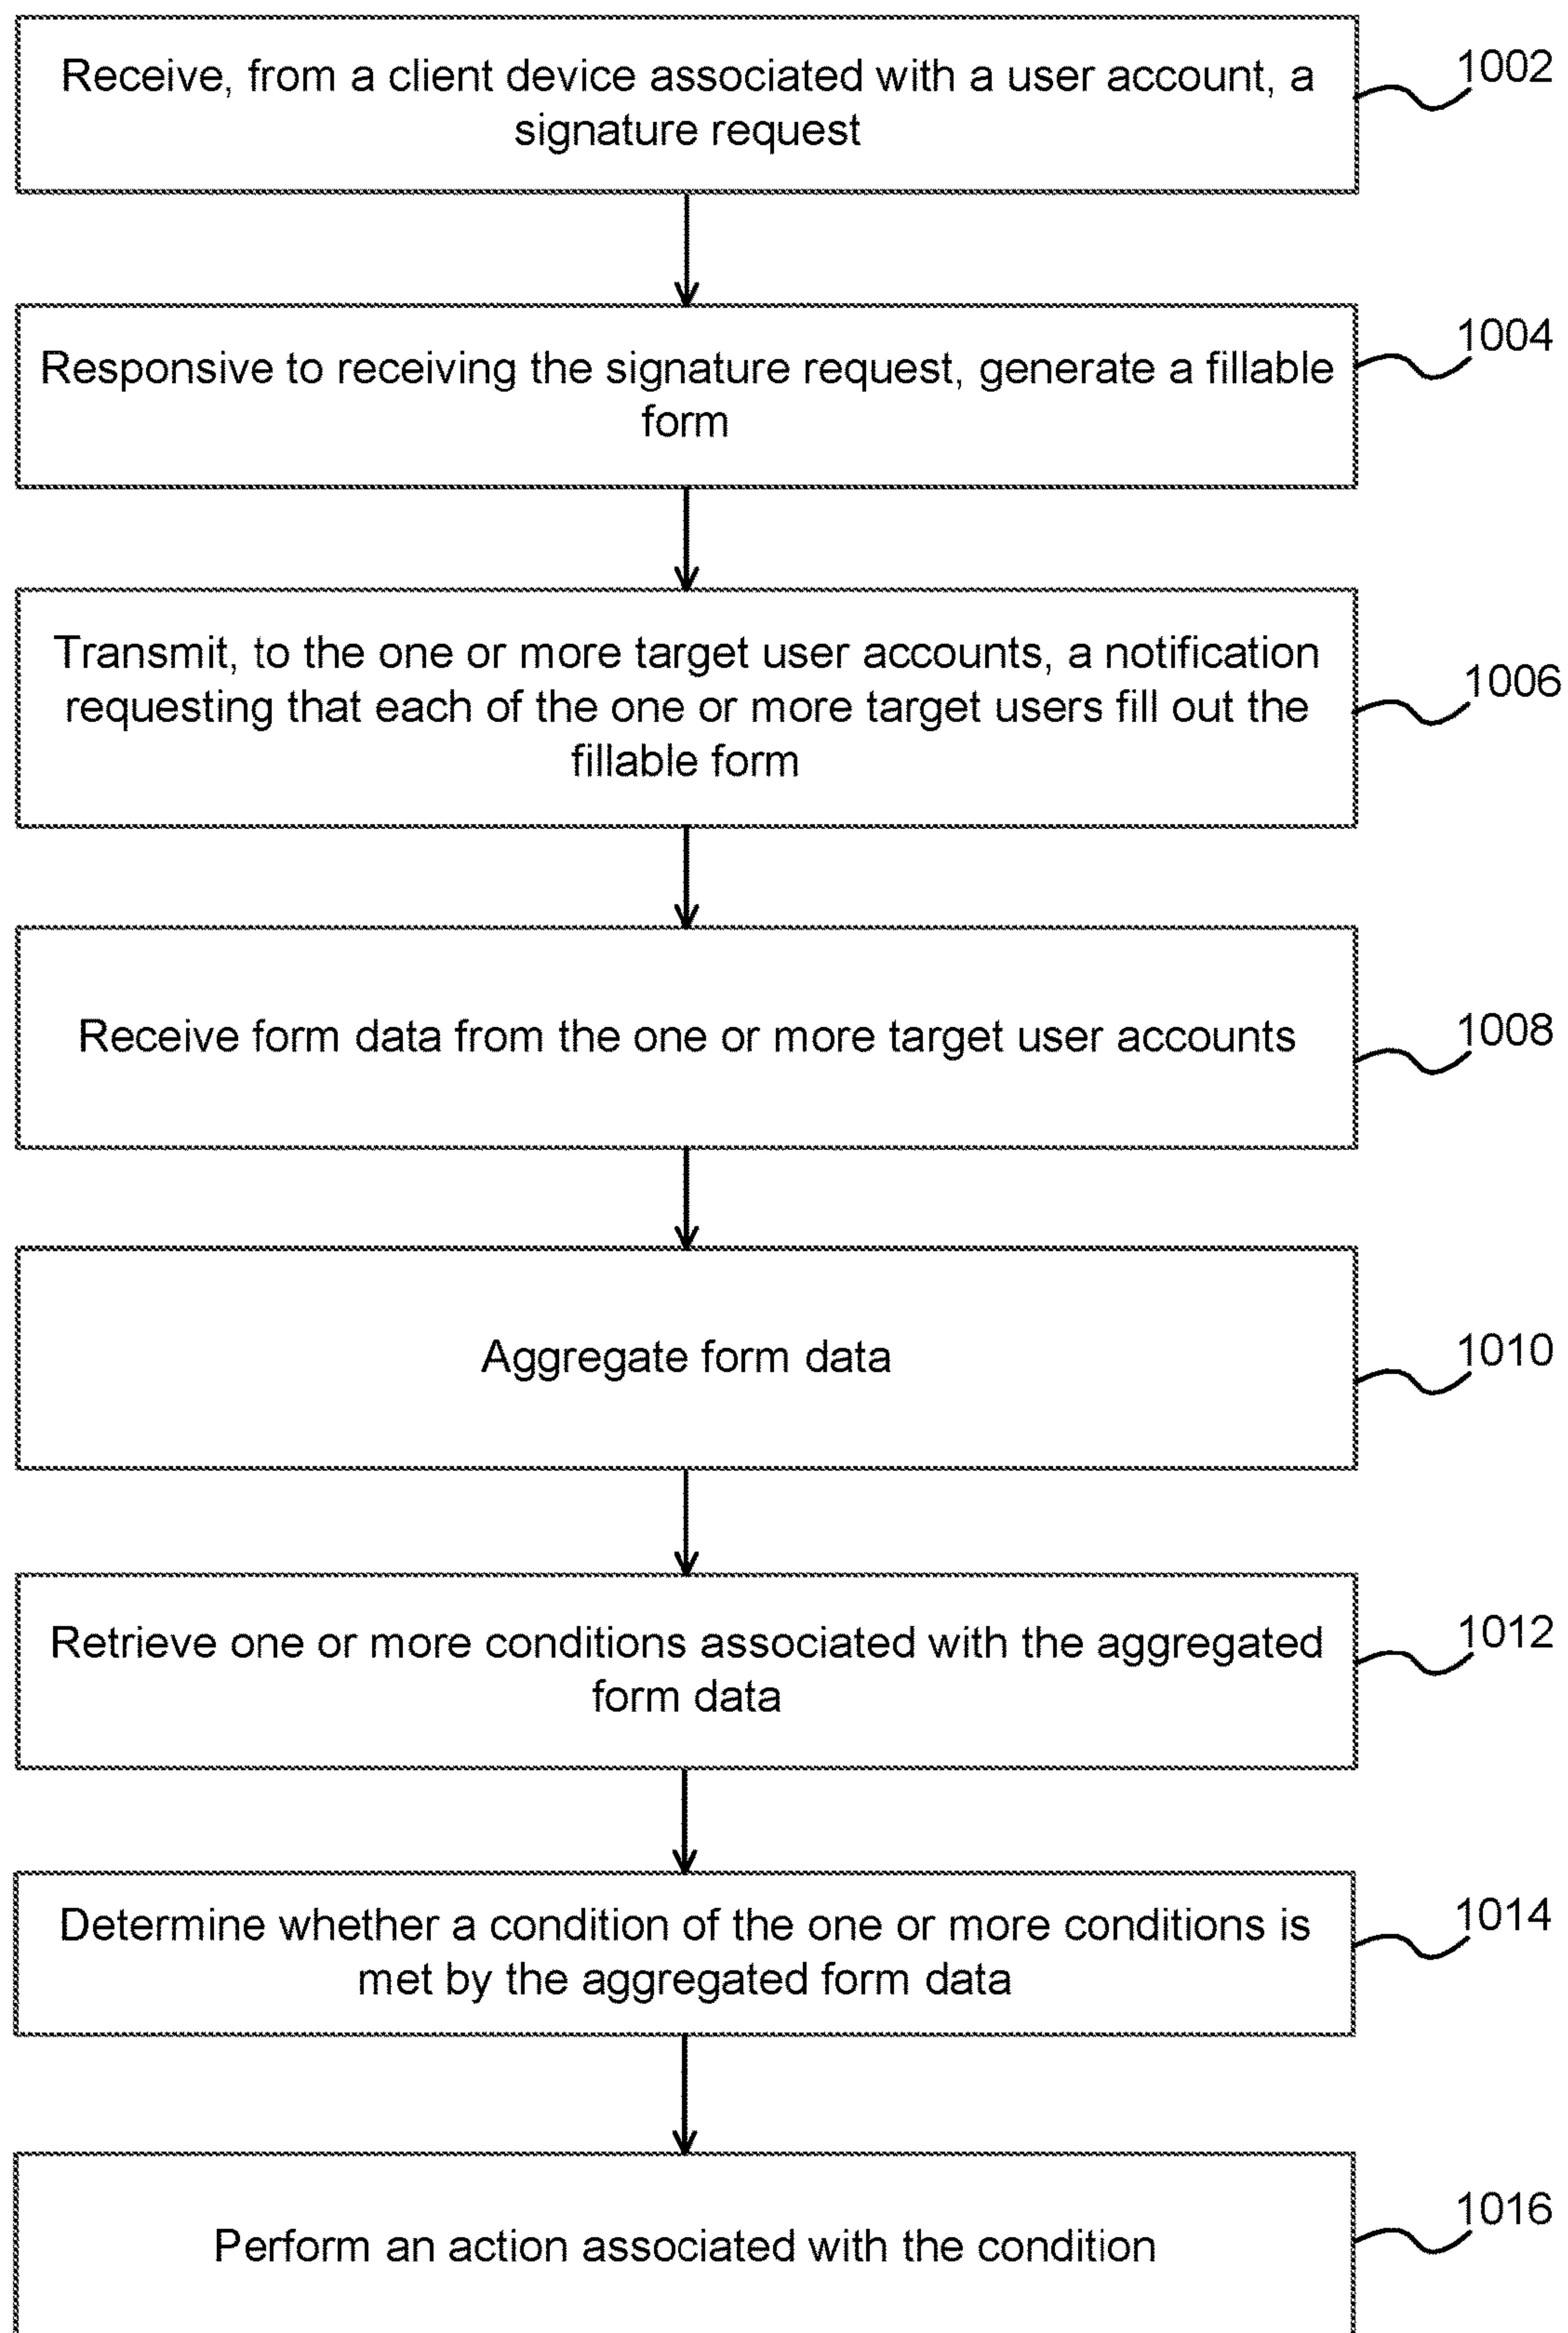 Receive, from a client device associated with a user account, a
signature request
1002
Responsive to receiving the signature request, generate a fillable
form
1004
Transmit, to the one or more target user accounts, a notification
requesting that each of the one or more target users fill out the
fillable form
1006
Receive form data from the one or more target user accounts
1008
Aggregate form data
1010
Retrieve one or more conditions associated with the aggregated
form data
1012
Determine whether a condition of the one or more conditions is
met by the aggregated form data
1014
Perform an action associated with the condition
1016